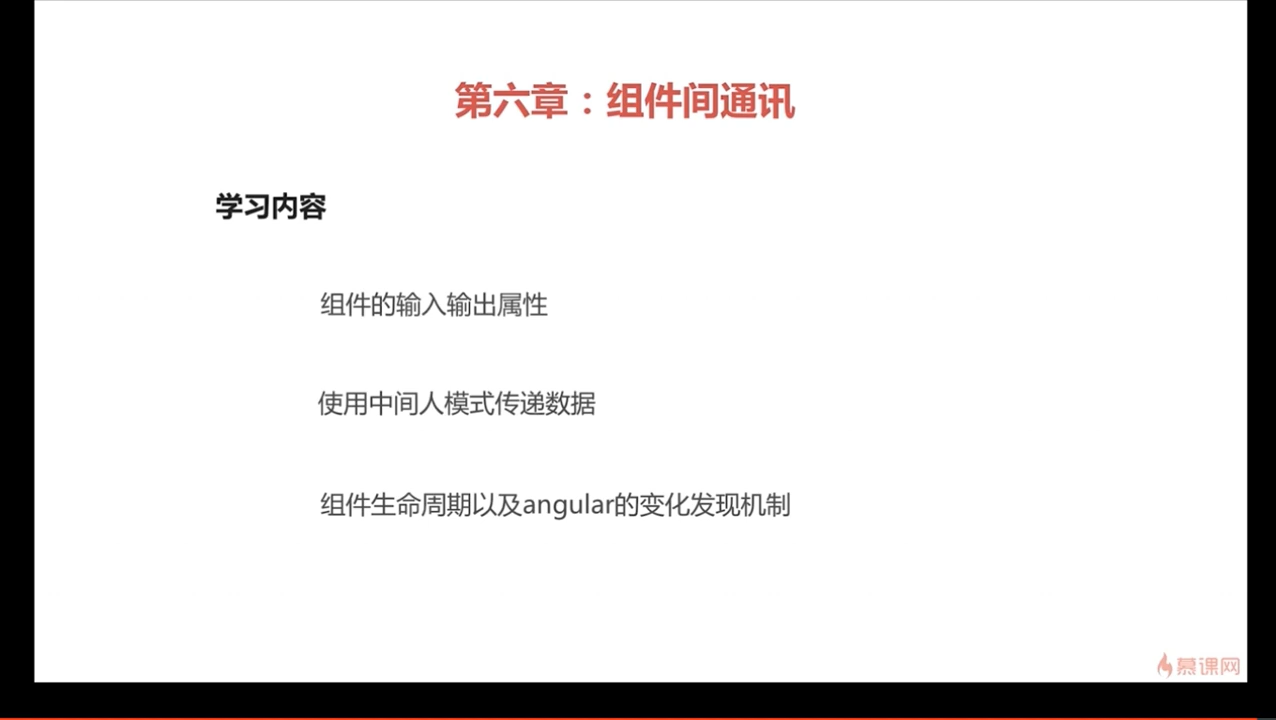 第六章：组件间通讯
学习内容
组件的输入输出属性
使用中间人模式传递数据
组件生命周期以及angular的变化发现机制
慕课网